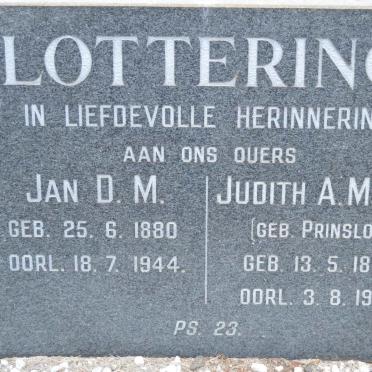 LOTTERING
IN LIEFDEVOLLE HERINNERIN
AAN ONS OUERS
JAN D. M.
GEB. 25. 6. 1880
OORL. 18. 7. 1944.
JUDITH A. M
(GEB. PRINSLO
GEB. 13. 5. 18
OORL. 3. 8. 19
PS. 23.